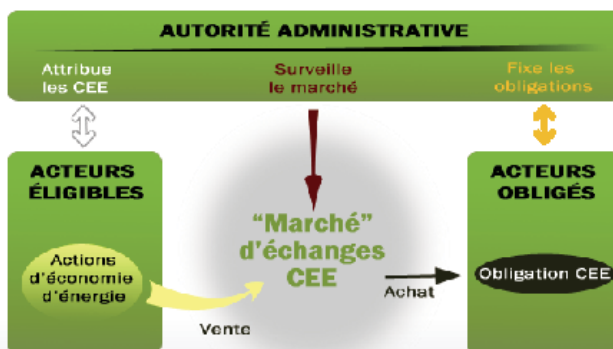 AUTORITÉ ADMINISTRATIVE
Attribue
les CEE
Surveille
le marché
Fixe les
obligations
ACTEURS
ÉLIGIBLES
Actions
d'économie
d'énergie
"Marché"
d'échanges
CEE
Vente
Achat
ACTEURS
OBLIGÉS
Obligation CEE